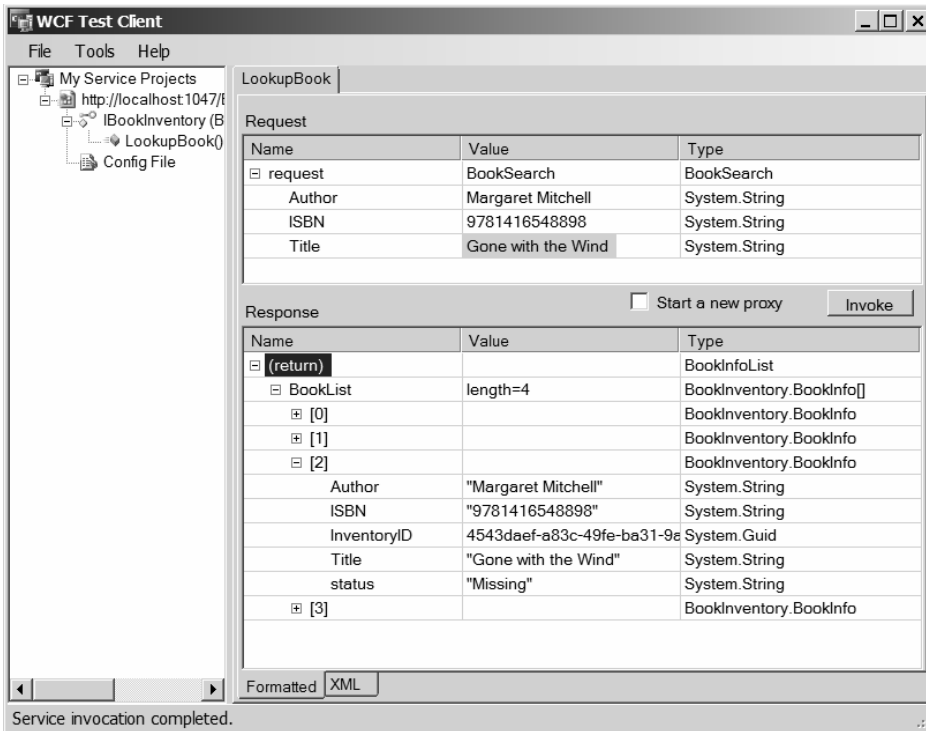 WCF Test Client
File Tools Help
My Service Projects
http://localhost:1047/
IBookInventory (B
LookupBook()
Config File
LookupBook
Request
Name Value Type
request BookSearch BookSearch
Author Margaret Mitchell System.String
ISBN 9781416548898 System.String
Title Gone with the Wind System.String
Start a new proxy Invoke
Response
Name Value Type
(return) BookInfoList
BookList length=4 BookInventory.BookInfo[]
[0] BookInventory.BookInfo
[1] BookInventory.BookInfo
[2] BookInventory.BookInfo
Author "Margaret Mitchell" System.String
ISBN "9781416548898" System.String
InventoryID 4543daef-a83c-49fe-ba31-9a System.Guid
Title "Gone with the Wind" System.String
status "Missing" System.String
[3] BookInventory.BookInfo
Formatted XML
Service invocation completed.